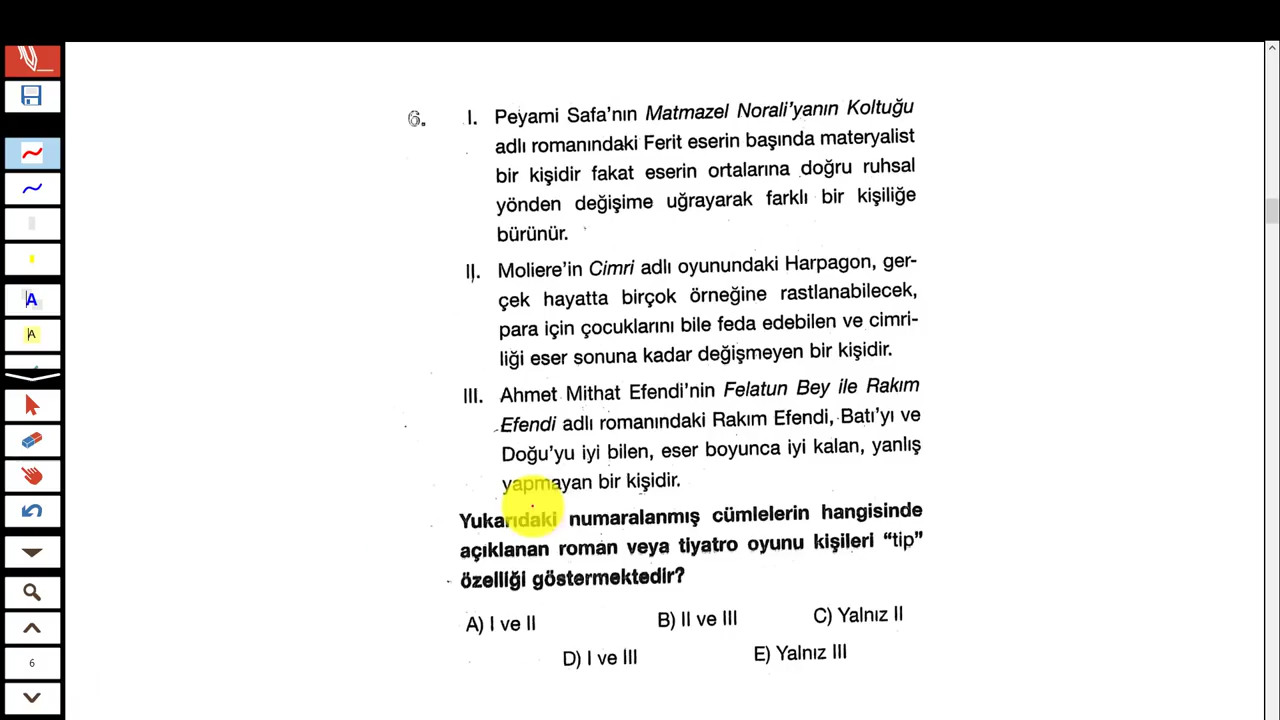 6. I. Peyami Safa'nın Matmazel Norali'yanın Koltuğu
adlı romanındaki Ferit eserin başında materyalist
bir kişidir fakat eserin ortalarına doğru ruhsal
yönden değişime uğrayarak farklı bir kişiliğe
bürünür.
II. Moliere'in Cimri adlı oyunundaki Harpagon, ger-
çek hayatta birçok örneğine rastlanabilecek,
para için çocuklarını bile feda edebilen ve cimri-
liği eser sonuna kadar değişmeyen bir kişidir.
III. Ahmet Mithat Efendi'nin Felatun Bey ile Rakım
Efendi adlı romanındaki Rakım Efendi, Batı'yı ve
Doğu'yu iyi bilen, eser boyunca iyi kalan, yanlış
yapmayan bir kişidir.
Yukarıdaki numaralanmış cümlelerin hangisinde
açıklanan roman veya tiyatro oyunu kişileri "tip"
özelliği göstermektedir?
A) I ve II B) II ve III C) Yalnız II
D) I ve III E) Yalnız III
A
A
6